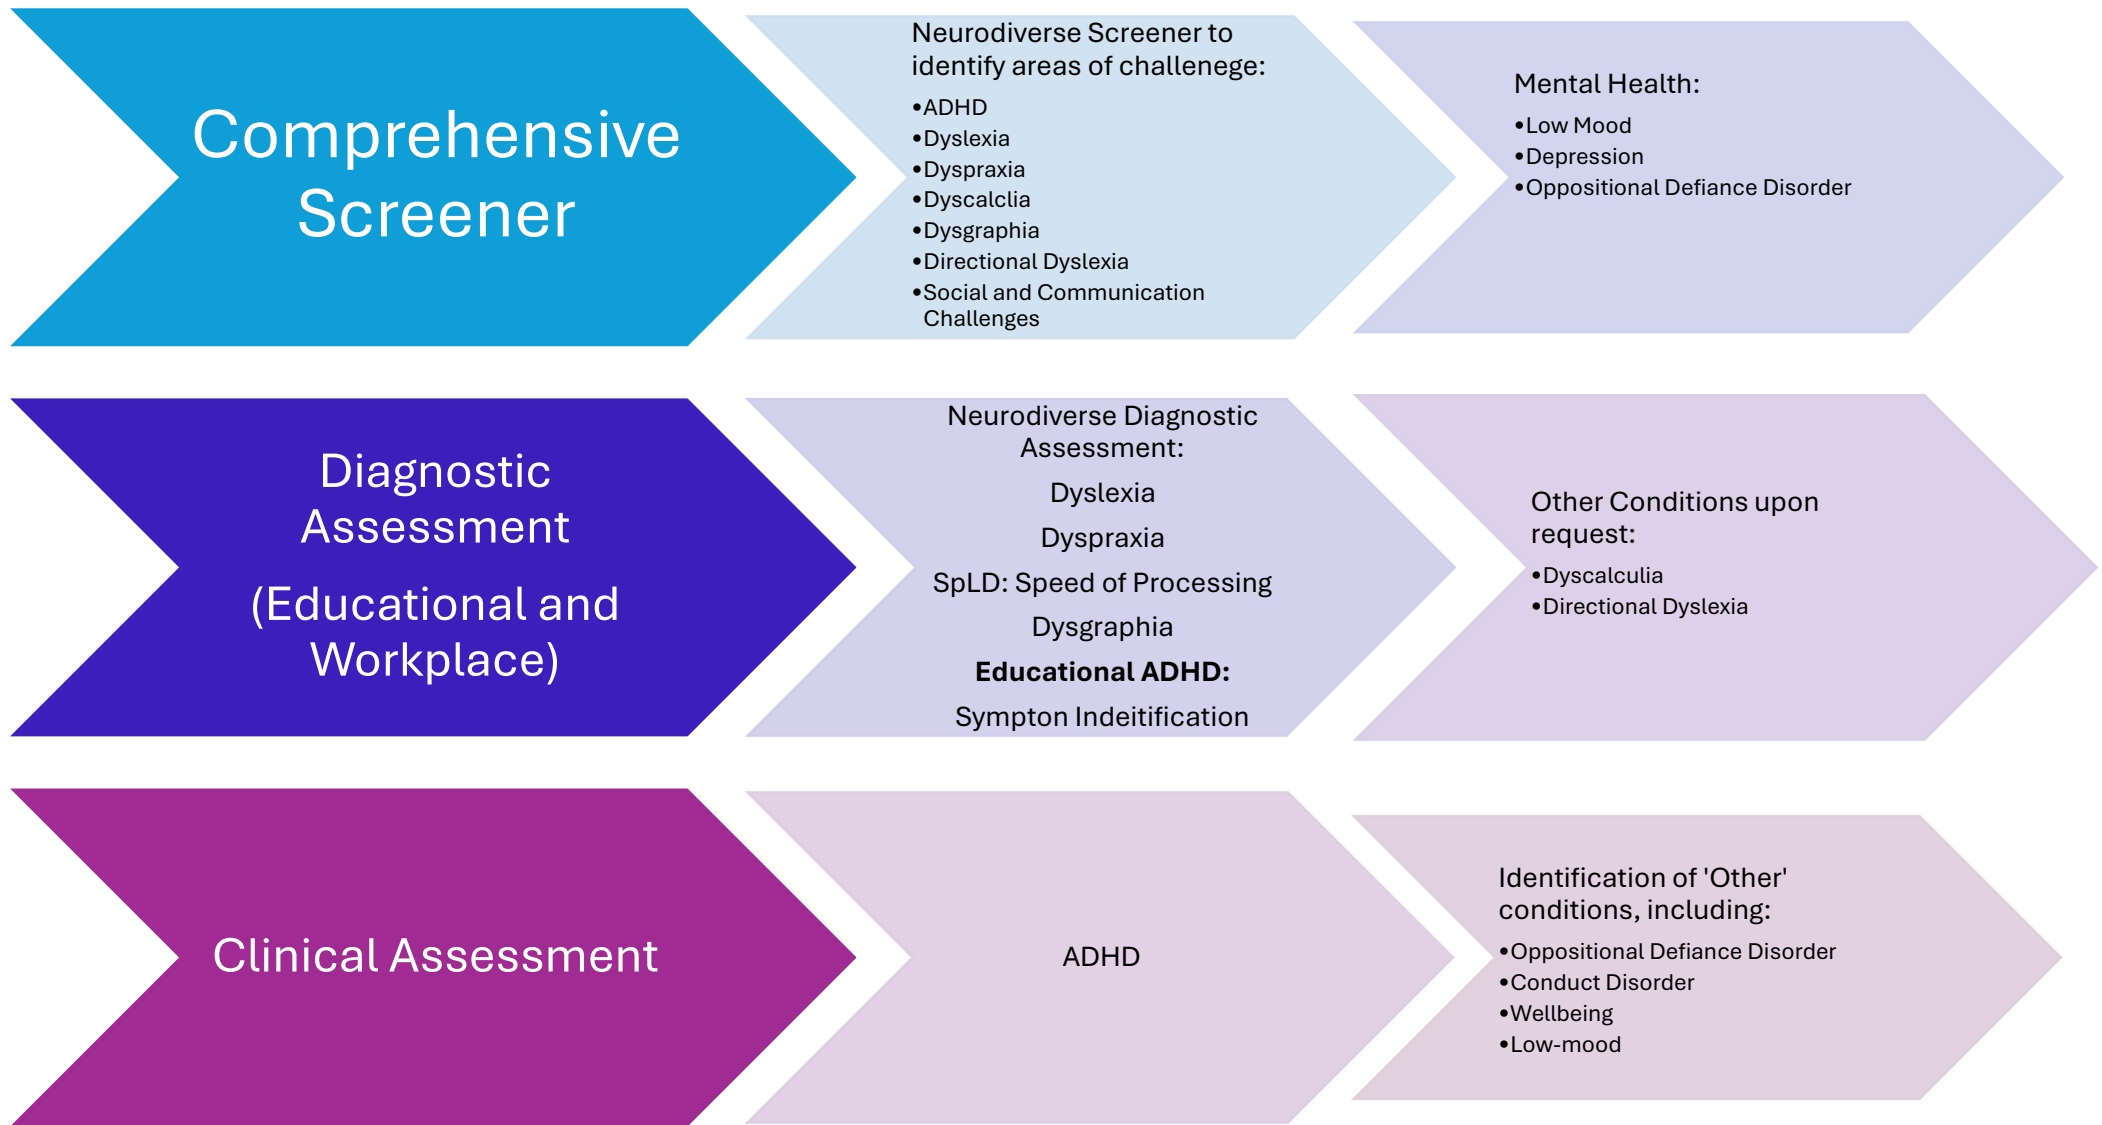 Comprehensive
Screener
Neurodiverse Screener to
identify areas of challenege:
•ADHD
•Dyslexia
•Dyspraxia
•Dyscalclia
•Dysgraphia
•Directional Dyslexia
•Social and Communication
Challenges
Mental Health:
•Low Mood
•Depression
•Oppositional Defiance Disorder
Diagnostic
Assessment
(Educational and
Workplace)
Neurodiverse Diagnostic
Assessment:
Dyslexia
Dyspraxia
SpLD: Speed of Processing
Dysgraphia
Educational ADHD:
Sympton Indeitification
Other Conditions upon
request:
•Dyscalculia
•Directional Dyslexia
Clinical Assessment
ADHD
Identification of 'Other'
conditions, including:
•Oppositional Defiance Disorder
•Conduct Disorder
•Wellbeing
•Low-mood